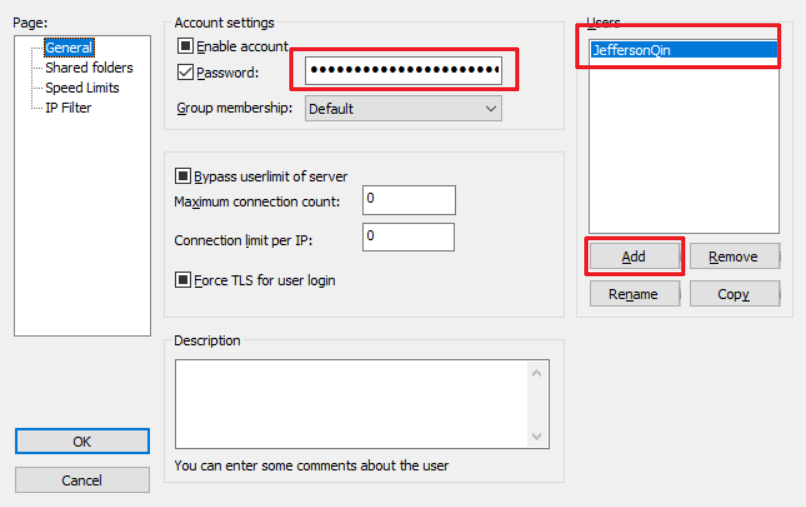 Page:
General
Shared folders
Speed Limits
IP Filter
OK
Cancel
Account settings
Enable account
Password:
Group membership: Default
Bypass userlimit of server
Maximum connection count: 0
Connection limit per IP: 0
Force TLS for user login
Description
You can enter some comments about the user
Users
JeffersonQin
Add Remove
Rename Copy